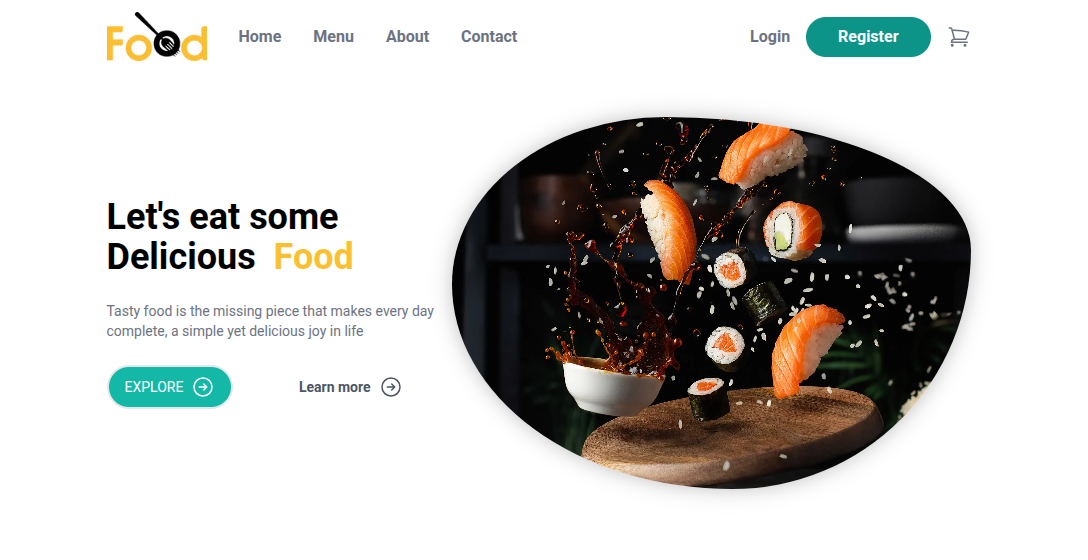 Food
Home
Menu
About
Contact
Login
Register
Let's eat some
Delicious Food
Tasty food is the missing piece that makes every day
complete, a simple yet delicious joy in life
EXPLORE
Learn more